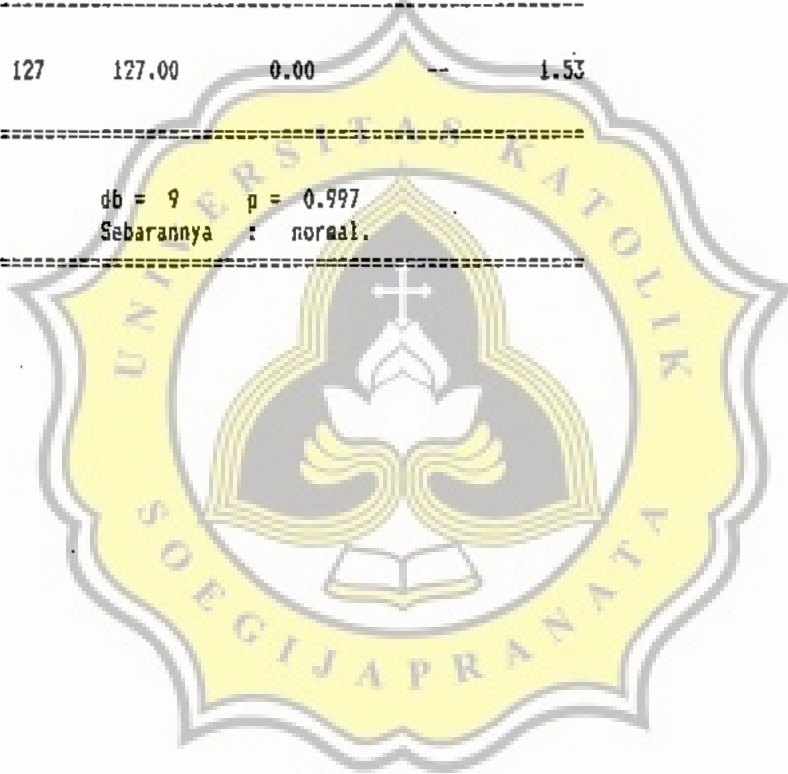 127 127.00 0.00 -- 1.53
db = 9 p = 0.997
Sebarannya : normal.
UNIVERSITAS KATOLIK
SOEGIJAPRANATA